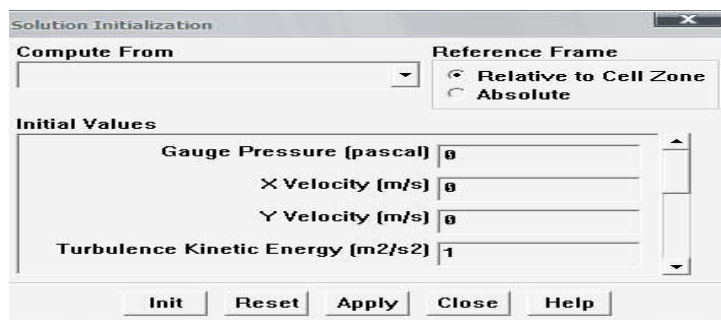 Solution Initialization
Compute From
Reference Frame
Relative to Cell Zone
Absolute
Initial Values
Gauge Pressure (pascal) 0
X Velocity (m/s) 0
Y Velocity (m/s) 0
Turbulence Kinetic Energy (m2/s2) 1
Init Reset Apply Close Help